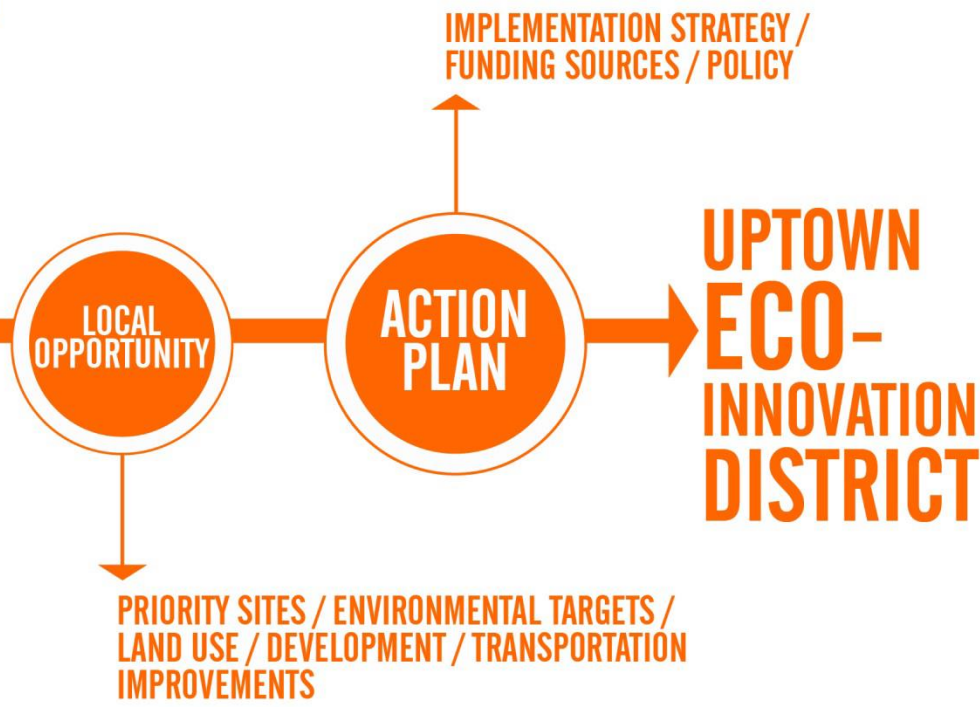 IMPLEMENTATION STRATEGY /
FUNDING SOURCES / POLICY
LOCAL
OPPORTUNITY
ACTION
PLAN
UPTOWN
ECO-
INNOVATION
DISTRICT
PRIORITY SITES / ENVIRONMENTAL TARGETS /
LAND USE / DEVELOPMENT / TRANSPORTATION
IMPROVEMENTS